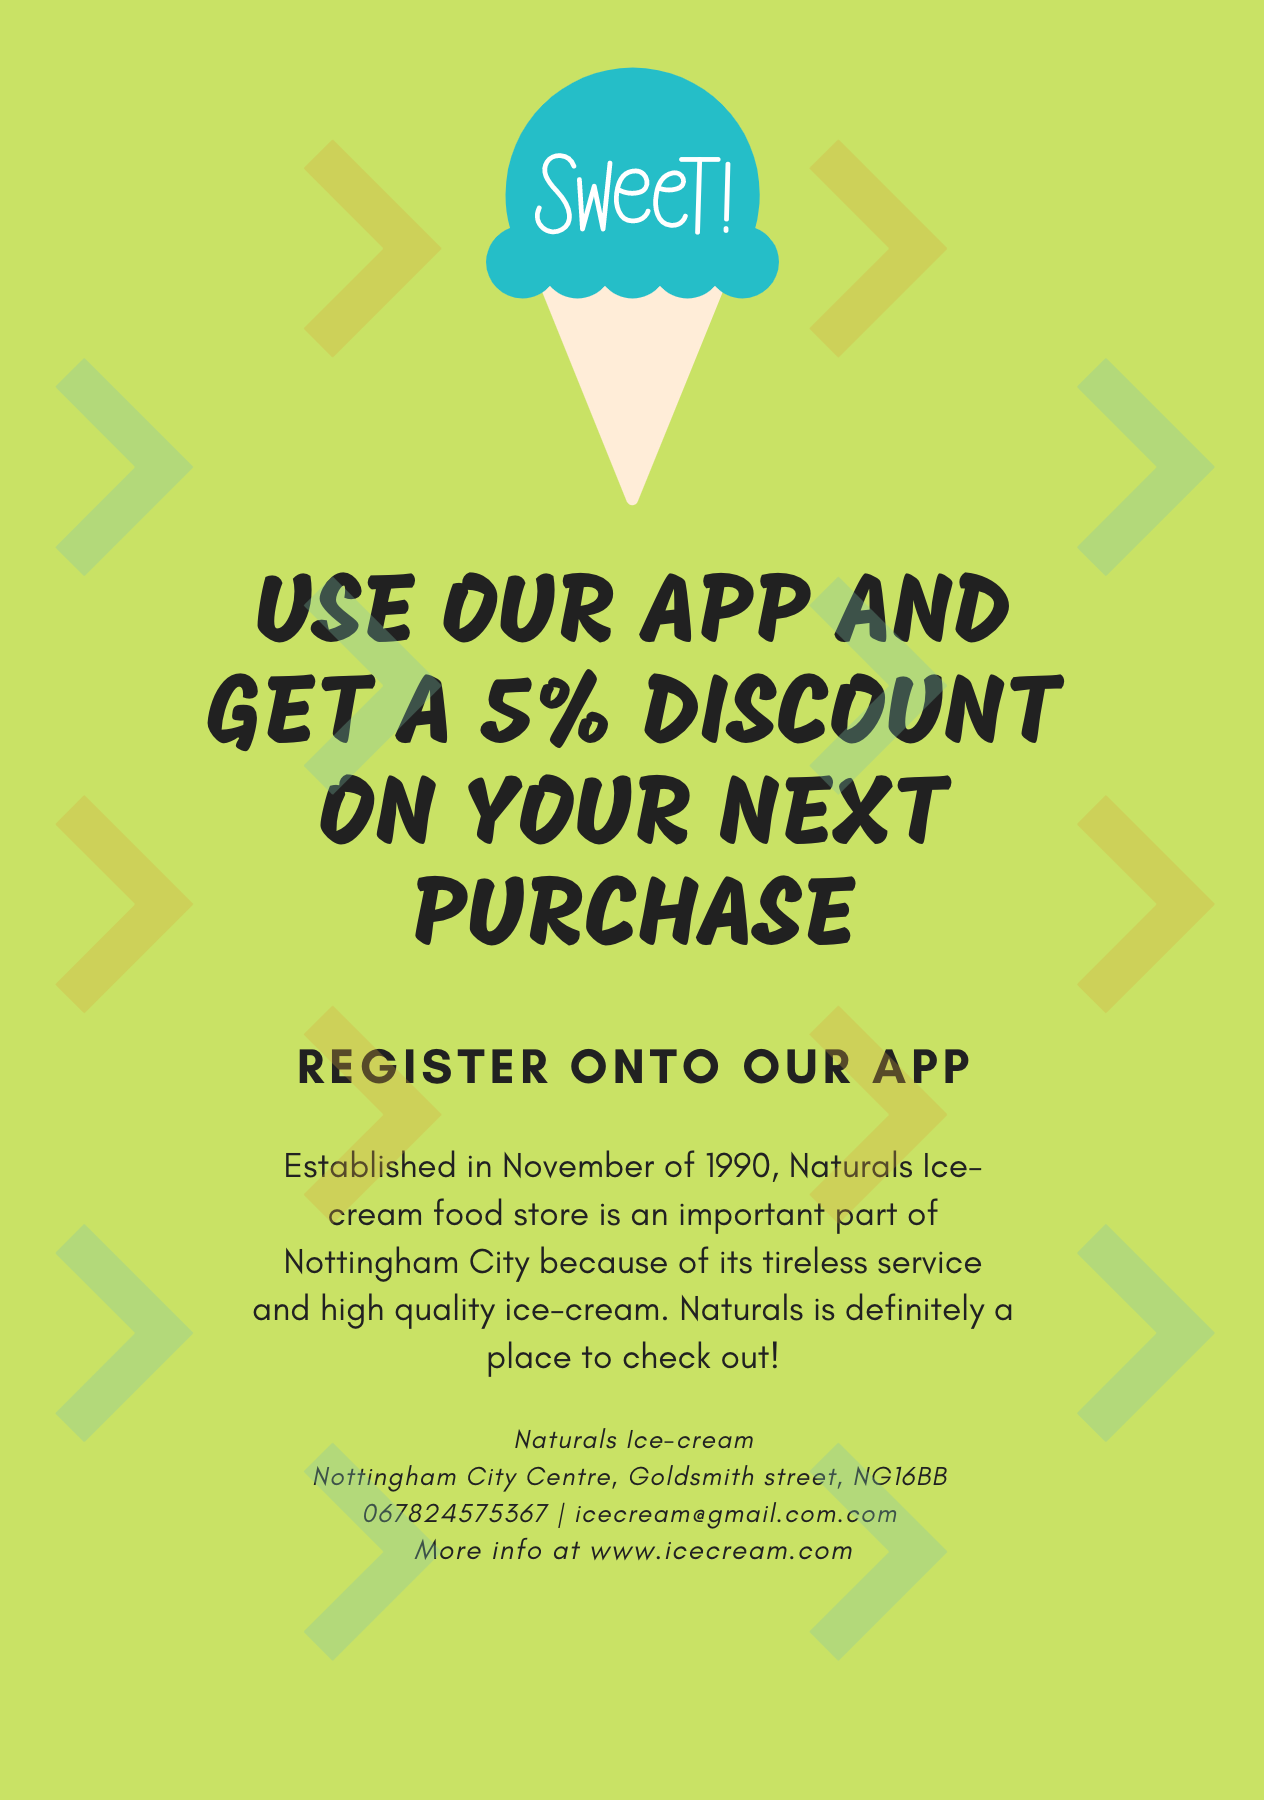 Sweet!
USE OUR APP AND
GET A 5% DISCOUNT
ON YOUR NEXT
PURCHASE
REGISTER ONTO OUR APP
Established in November of 1990, Naturals Ice-
cream food store is an important part of
Nottingham City because of its tireless service
and high quality ice-cream. Naturals is definitely a
place to check out!
Naturals Ice-cream
Nottingham City Centre, Goldsmith street, NG16BB
067824575367 | icecream@gmail.com.com
More info at www.icecream.com